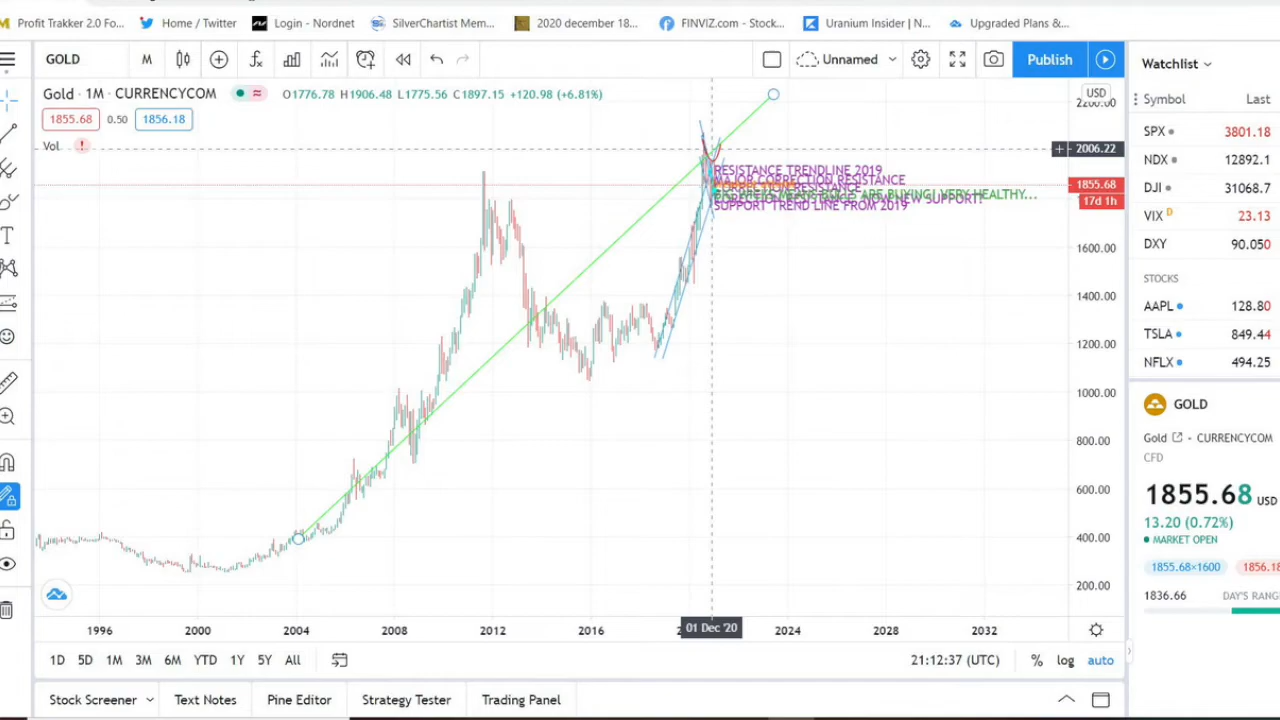 Profit Trakker 2.0 Fo...
Home / Twitter
Login - Nordnet
SilverChartist Mem...
2020 december 18...
FINVIZ.com - Stock...
Uranium Insider | N...
Upgraded Plans &...
GOLD
M
Unnamed
Publish
Watchlist
Gold · 1M · CURRENCYCOM
O1776.78 H1906.48 L1775.56 C1897.15 +120.98 (+6.81%)
USD
2200.00
Symbol
Last
1855.68
0.50
1856.18
Vol
SPX
3801.18
2006.22
NDX
12892.1
RESISTANCE TRENDLINE 2019
MAJOR CORRECTION RESISTANCE
RESISTANCE
ARE BUYING! VERY HEALTHY...
NOW NEW SUPPORT!
SUPPORT TREND LINE FROM 2019
1855.68
17d 1h
DJI
31068.7
VIX D
23.13
DXY
90.050
1600.00
STOCKS
1400.00
AAPL
128.80
TSLA
849.44
1200.00
NFLX
494.25
1000.00
GOLD
800.00
Gold - CURRENCYCOM
CFD
600.00
1855.68 USD
13.20 (0.72%)
400.00
MARKET OPEN
1855.68×1600
1856.18
200.00
1836.66
DAY'S RANG
1996
2000
2004
2008
2012
2016
01 Dec '20
2024
2028
2032
1D 5D 1M 3M 6M YTD 1Y 5Y All
21:12:37 (UTC)
%
log
auto
Stock Screener
Text Notes
Pine Editor
Strategy Tester
Trading Panel